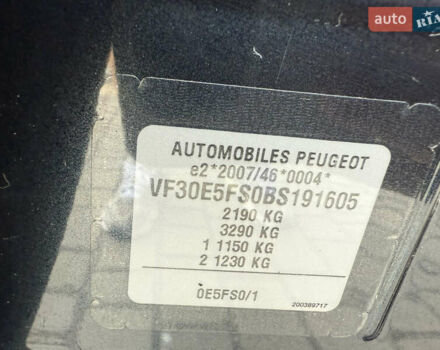 auto RIA
AUTOMOBILES PEUGEOT
e2*2007/46*0004*
VF30E5FS0BS191605
2190 KG
3290 KG
1 1150 KG
2 1230 KG
0E5FS0/1
200389717